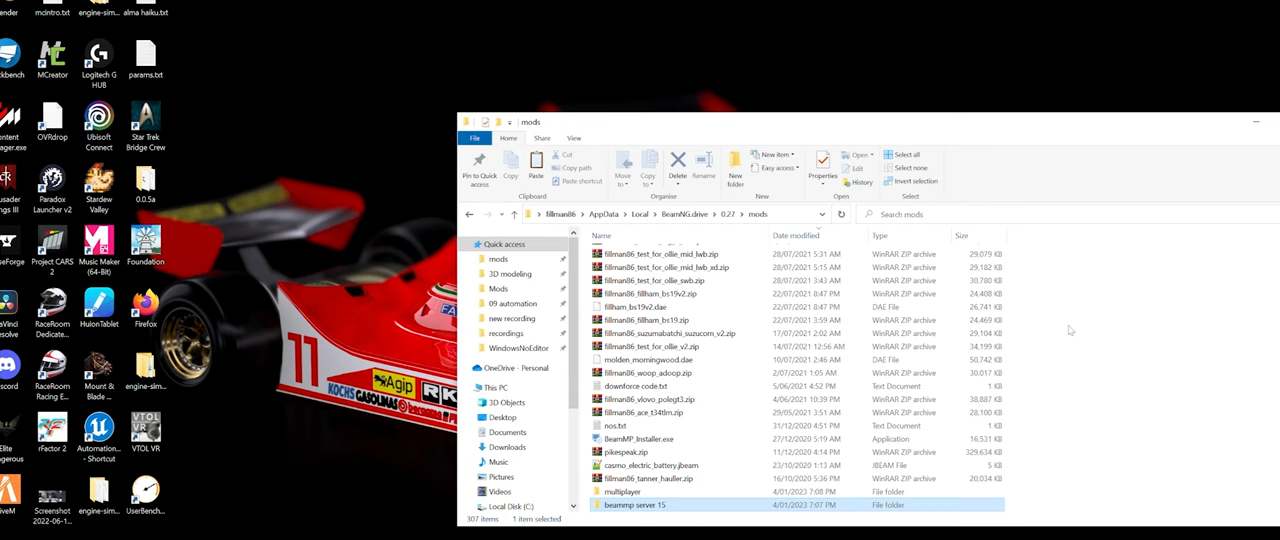 ender
mcintro.txt
engine-sim...
alma haiku.txt
ckbench
MCreator
Logitech G
HUB
params.txt
ontent
nager.exe
OVRdrop
Ubisoft
Connect
Star Trek
Bridge Crew
usader
ngs III
Paradox
Launcher v2
Stardew
Valley
0.0.5a
rseForge
Project CARS
2
Music Maker
(64-Bit)
Foundation
aVinci
esolve
RaceRoom
Dedicate...
HuionTablet
Firefox
iscord
RaceRoom
Racing E...
Mount &
Blade ...
engine-sim...
Elite
ngerous
rFactor 2
Automation...
- Shortcut
VTOL VR
iveM
Screenshot
2022-06-1...
engine-sim...
UserBench...
11
FA
Agip
RK
KOCHS GASOLINAS
mods
File
Home
Share
View
Pin to Quick
access
Copy
Paste
Cut
Copy path
Paste shortcut
Clipboard
Move
to
Copy
to
Delete
Rename
Organise
New
folder
New item
Easy access
New
Properties
Open
Edit
History
Open
Select all
Select none
Invert selection
Select
fillman86 > AppData > Local > BeamNG.drive > 0.27 > mods
Search mods
Quick access
mods
3D modeling
Mods
09 automation
new recording
recordings
WindowsNoEditor
OneDrive - Personal
This PC
3D Objects
Desktop
Documents
Downloads
Music
Pictures
Videos
Local Disk (C:)
Name Date modified Type Size
fillman86_test_for_ollie_mid_lwb.zip 28/07/2021 5:31 AM WinRAR ZIP archive 29,079 KB
fillman86_test_for_ollie_mid_lwb_xd.zip 28/07/2021 5:15 AM WinRAR ZIP archive 29,182 KB
fillman86_test_for_ollie_swb.zip 28/07/2021 3:43 AM WinRAR ZIP archive 30,780 KB
fillman86_fillham_bs19v2.zip 22/07/2021 8:47 PM WinRAR ZIP archive 24,408 KB
fillham_bs19v2.dae 22/07/2021 8:47 PM DAE File 26,741 KB
fillman86_fillham_bs19.zip 22/07/2021 3:59 AM WinRAR ZIP archive 24,469 KB
fillman86_suzumabatchi_suzucorn_v2.zip 17/07/2021 2:02 AM WinRAR ZIP archive 29,104 KB
fillman86_test_for_ollie_v2.zip 14/07/2021 12:56 AM WinRAR ZIP archive 34,199 KB
molden_morningwood.dae 10/07/2021 2:46 AM DAE File 50,742 KB
fillman86_woop_adoop.zip 2/07/2021 1:05 AM WinRAR ZIP archive 30,017 KB
downforce code.txt 5/06/2021 4:52 PM Text Document 1 KB
fillman86_vlovo_polegt3.zip 4/06/2021 10:39 PM WinRAR ZIP archive 38,887 KB
fillman86_ace_t34tlm.zip 29/05/2021 3:51 AM WinRAR ZIP archive 28,100 KB
nos.txt 31/12/2020 4:51 PM Text Document 1 KB
BeamMP_Installer.exe 27/12/2020 5:19 AM Application 16,531 KB
pikespeak.zip 11/12/2020 4:14 PM WinRAR ZIP archive 329,634 KB
casmo_electric_battery.jbeam 23/10/2020 1:13 AM JBEAM File 5 KB
fillman86_tanner_hauller.zip 16/10/2020 5:36 PM WinRAR ZIP archive 20,034 KB
multiplayer 4/01/2023 7:08 PM File folder
beammp server 15 4/01/2023 7:07 PM File folder
307 items 1 item selected